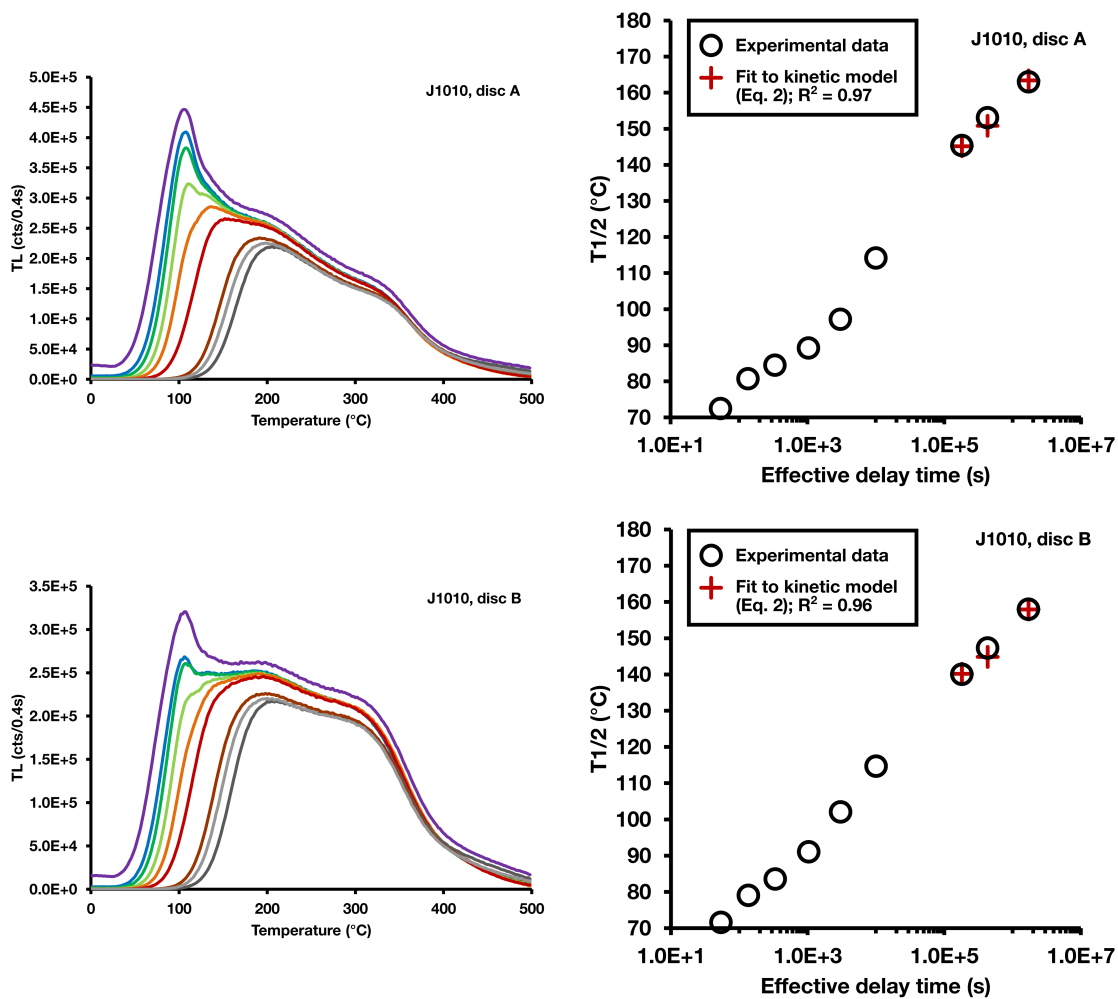 J1010, disc A
5.0E+5
4.5E+5
4.0E+5
3.5E+5
3.0E+5
2.5E+5
2.0E+5
1.5E+5
1.0E+5
5.0E+4
0.0E+0
TL (cts/0.4s)
0 100 200 300 400 500
Temperature (°C)
J1010, disc A
Experimental data
Fit to kinetic model
(Eq. 2); R² = 0.97
180
170
160
150
140
130
120
110
100
90
80
70
T1/2 (°C)
1.0E+1 1.0E+3 1.0E+5 1.0E+7
Effective delay time (s)
J1010, disc B
3.5E+5
3.0E+5
2.5E+5
2.0E+5
1.5E+5
1.0E+5
5.0E+4
0.0E+0
TL (cts/0.4s)
0 100 200 300 400 500
Temperature (°C)
J1010, disc B
Experimental data
Fit to kinetic model
(Eq. 2); R² = 0.96
180
170
160
150
140
130
120
110
100
90
80
70
T1/2 (°C)
1.0E+1 1.0E+3 1.0E+5 1.0E+7
Effective delay time (s)